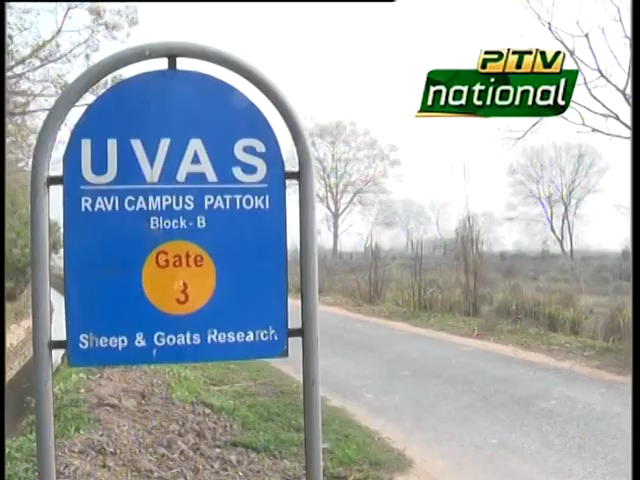 PTV
national
UVAS
RAVI CAMPUS PATTOKI
Block - B
Gate
3
Sheep & Goats Research